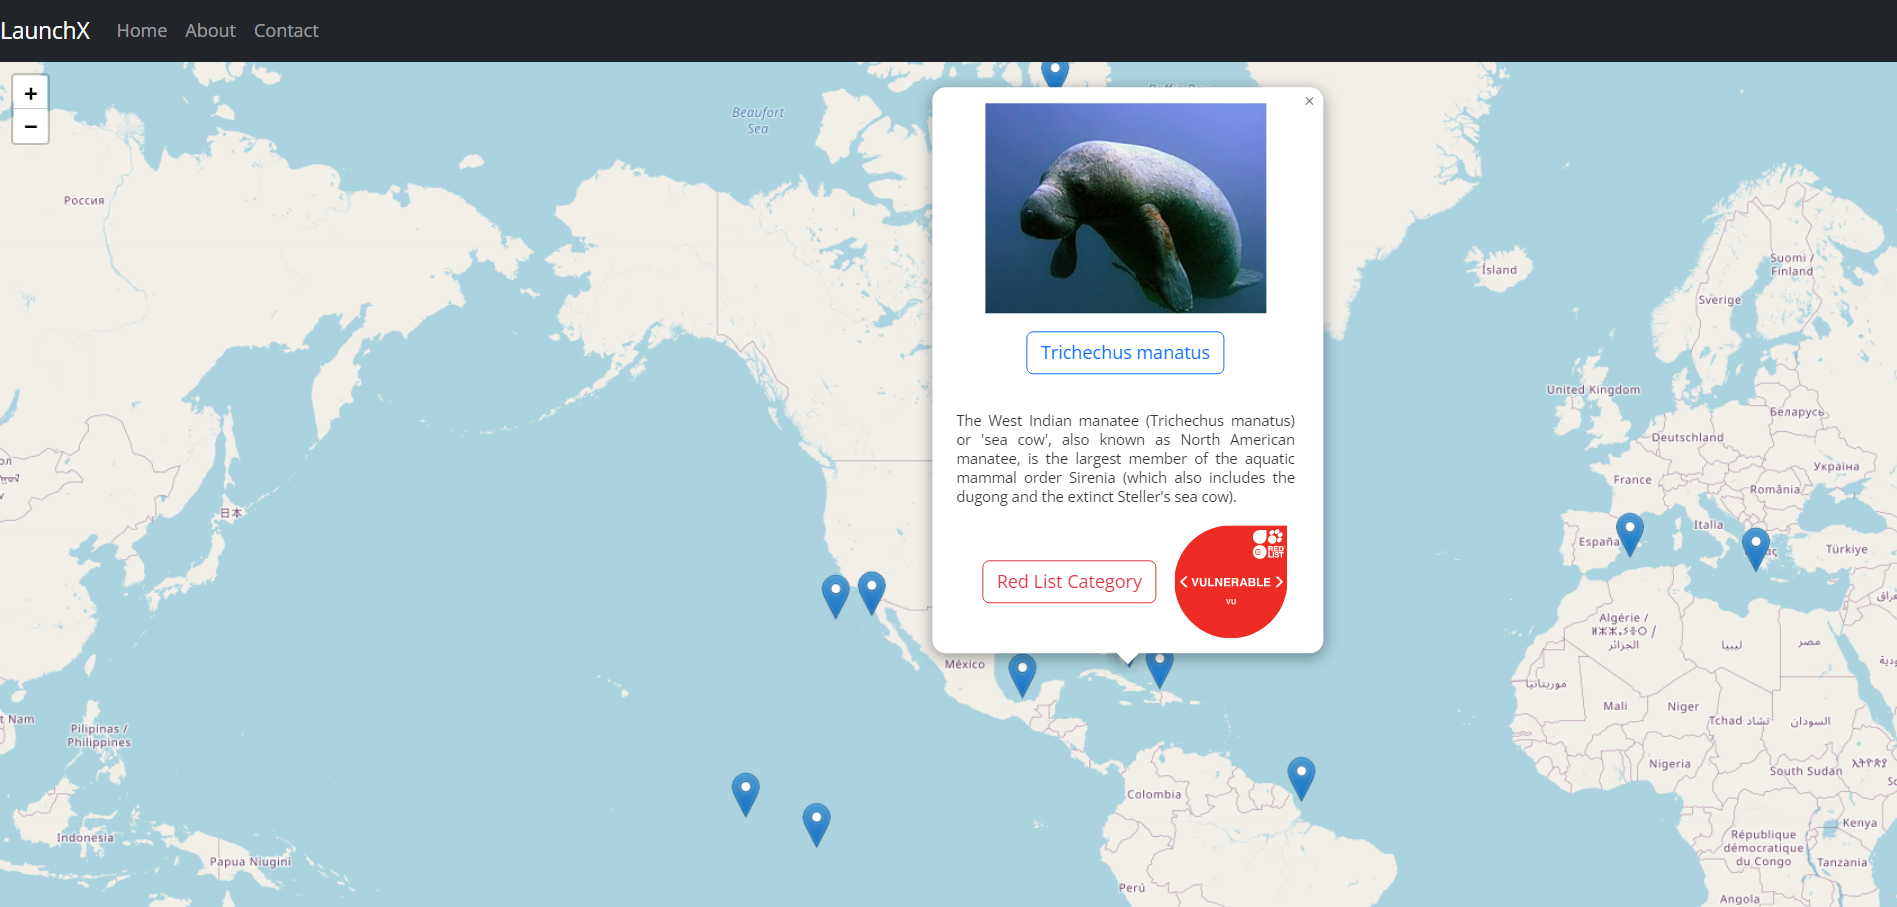 LaunchX Home About Contact
+
−
Beaufort
Sea
Россия
×
Trichechus manatus
The West Indian manatee (Trichechus manatus)
or 'sea cow', also known as North American
manatee, is the largest member of the aquatic
mammal order Sirenia (which also includes the
dugong and the extinct Steller's sea cow).
Red List Category
RED
LIST
VULNERABLE
VU
Ísland
Suomi /
Finland
Sverige
United Kingdom
Беларусь
Deutschland
Україна
France
România
Italia
España
Türkiye
日本
México
Algérie /
الجزائر
ليبيا
مصر
موريتانيا
Mali
Niger
Tchad تشاد
السودان
Nigeria
South Sudan
t Nam
Pilipinas /
Philippines
Indonesia
Papua Niugini
Colombia
Perú
Kenya
République
démocratique
du Congo
Tanzania
Angola